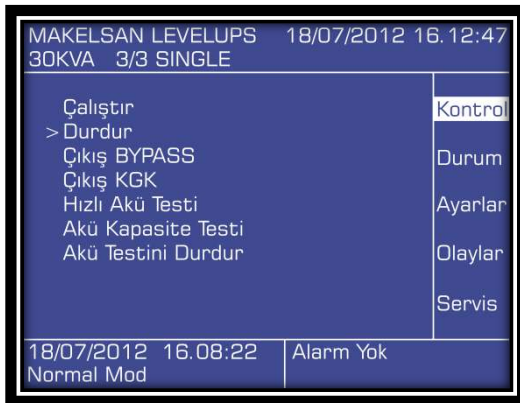 MAKELSAN LEVELUPS 18/07/2012 16.12:47
30KVA 3/3 SINGLE
Çalıştır
>Durdur
Çıkış BYPASS
Çıkış KGK
Hızlı Akü Testi
Akü Kapasite Testi
Akü Testini Durdur
Kontrol
Durum
Ayarlar
Olaylar
Servis
18/07/2012 16.08:22 Alarm Yok
Normal Mod